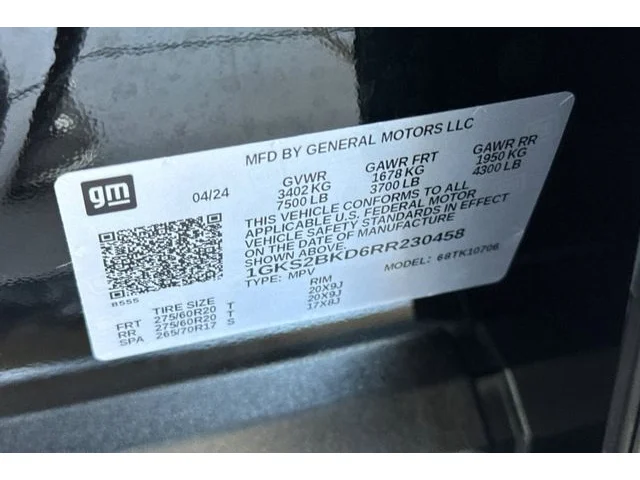 MFD BY GENERAL MOTORS LLC
gm
04/24
GVWR GAWR FRT GAWR RR
3402 KG 1678 KG 1950 KG
7500 LB 3700 LB 4300 LB
THIS VEHICLE CONFORMS TO ALL
APPLICABLE U.S. FEDERAL MOTOR
VEHICLE SAFETY STANDARDS IN EFFECT
ON THE DATE OF MANUFACTURE
SHOWN ABOVE.
1GKS2BKD6RR230458
TYPE: MPV MODEL: 6BTK10706
8555
TIRE SIZE RIM
FRT 275/60R20 T 20X9J
RR 275/60R20 T 20X9J
SPA 265/70R17 S 17X8J